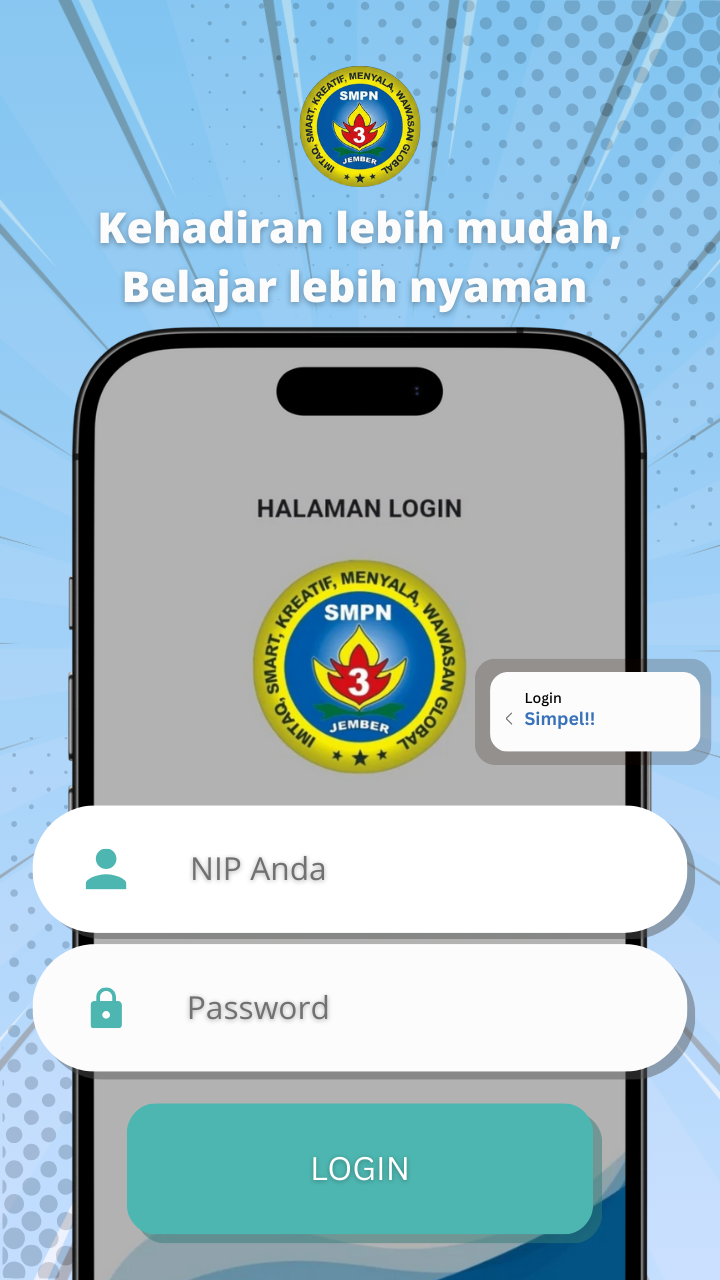 IMTAQ, SMART, KREATIF, MENYALA, WAWASAN GLOBAL
SMPN
3
JEMBER
Kehadiran lebih mudah,
Belajar lebih nyaman
HALAMAN LOGIN
IMTAQ, SMART, KREATIF, MENYALA, WAWASAN GLOBAL
SMPN
3
JEMBER
Login
Simpel!!
NIP Anda
Password
LOGIN